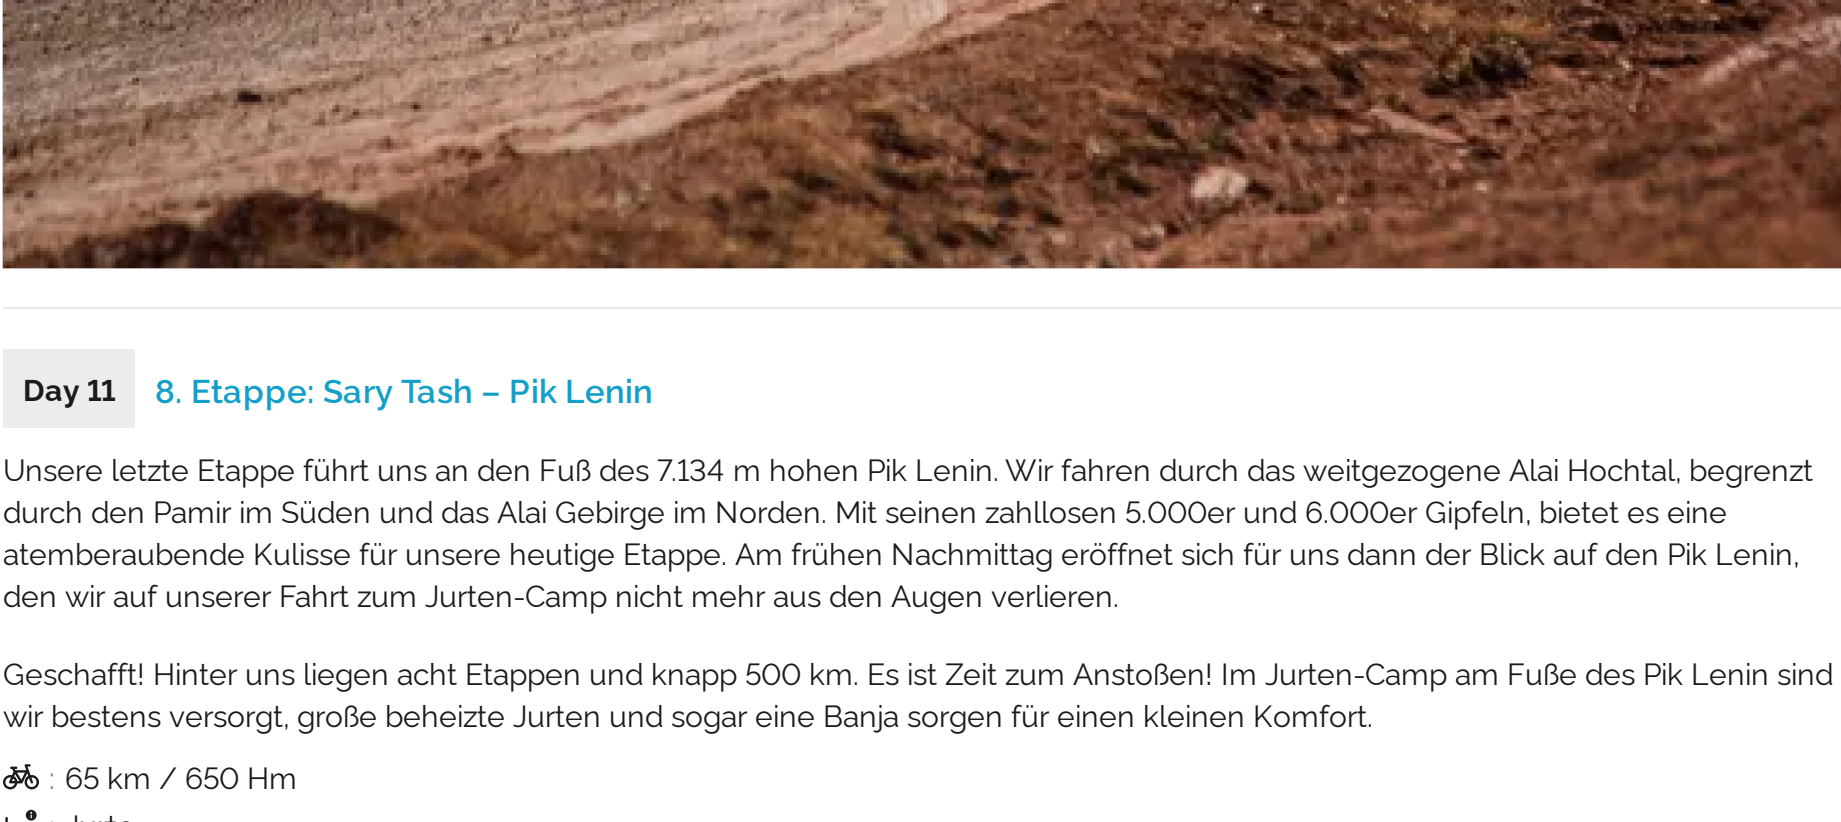 Day 11 8. Etappe: Sary Tash – Pik Lenin
Unsere letzte Etappe führt uns an den Fuß des 7.134 m hohen Pik Lenin. Wir fahren durch das weitgezogene Alai Hochtal, begrenzt
durch den Pamir im Süden und das Alai Gebirge im Norden. Mit seinen zahllosen 5.000er und 6.000er Gipfeln, bietet es eine
atemberaubende Kulisse für unsere heutige Etappe. Am frühen Nachmittag eröffnet sich für uns dann der Blick auf den Pik Lenin,
den wir auf unserer Fahrt zum Jurten-Camp nicht mehr aus den Augen verlieren.
Geschafft! Hinter uns liegen acht Etappen und knapp 500 km. Es ist Zeit zum Anstoßen! Im Jurten-Camp am Fuße des Pik Lenin sind
wir bestens versorgt, große beheizte Jurten und sogar eine Banja sorgen für einen kleinen Komfort.
: 65 km / 650 Hm